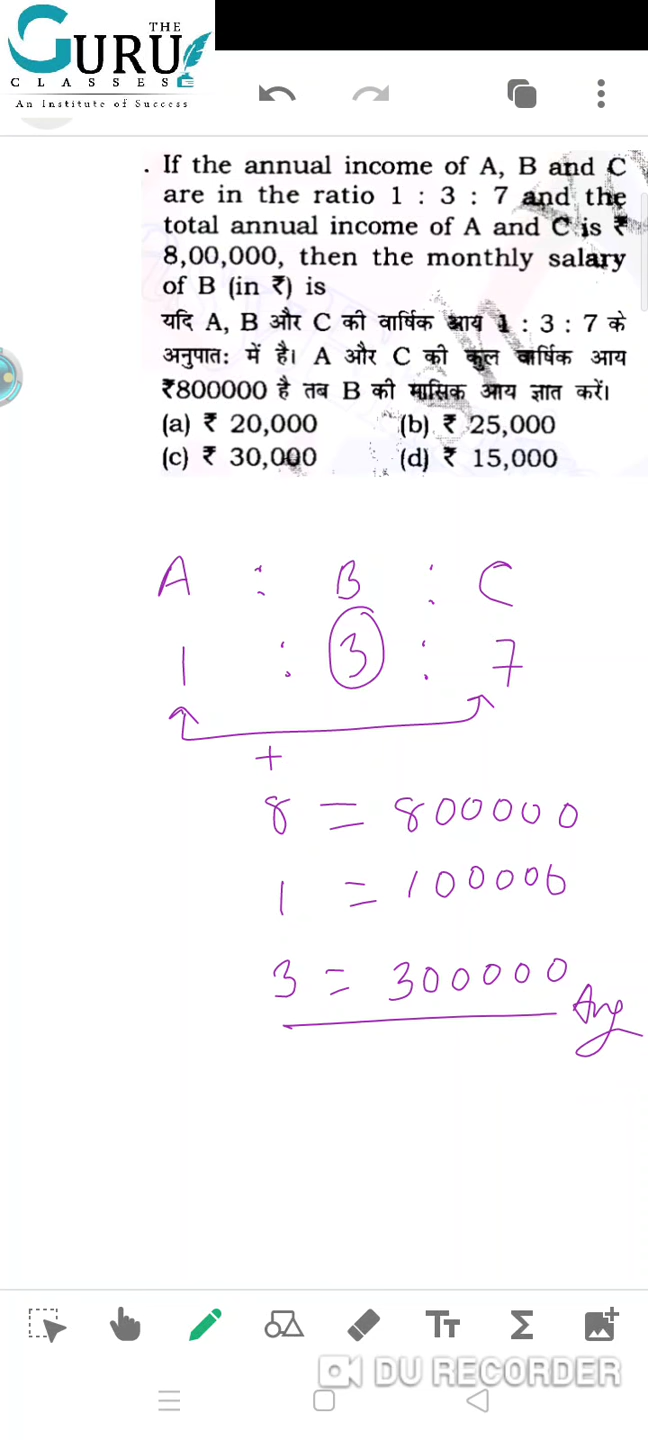 THE
GURU
CLASSES
An Institute of Success
. If the annual income of A, B and C
are in the ratio 1 : 3 : 7 and the
total annual income of A and C is ₹
8,00,000, then the monthly salary
of B (in ₹) is
यदि A, B और C की वार्षिक आय 1 : 3 : 7 के
अनुपातः में है। A और C की कुल वार्षिक आय
₹800000 है तब B की मासिक आय ज्ञात करें।
(a) ₹ 20,000 (b) ₹ 25,000
(c) ₹ 30,000 (d) ₹ 15,000
A : B : C
1 : 3 : 7
+
8 = 800000
1 = 100000
3 = 300000 Ans
TT Σ
DU RECORDER